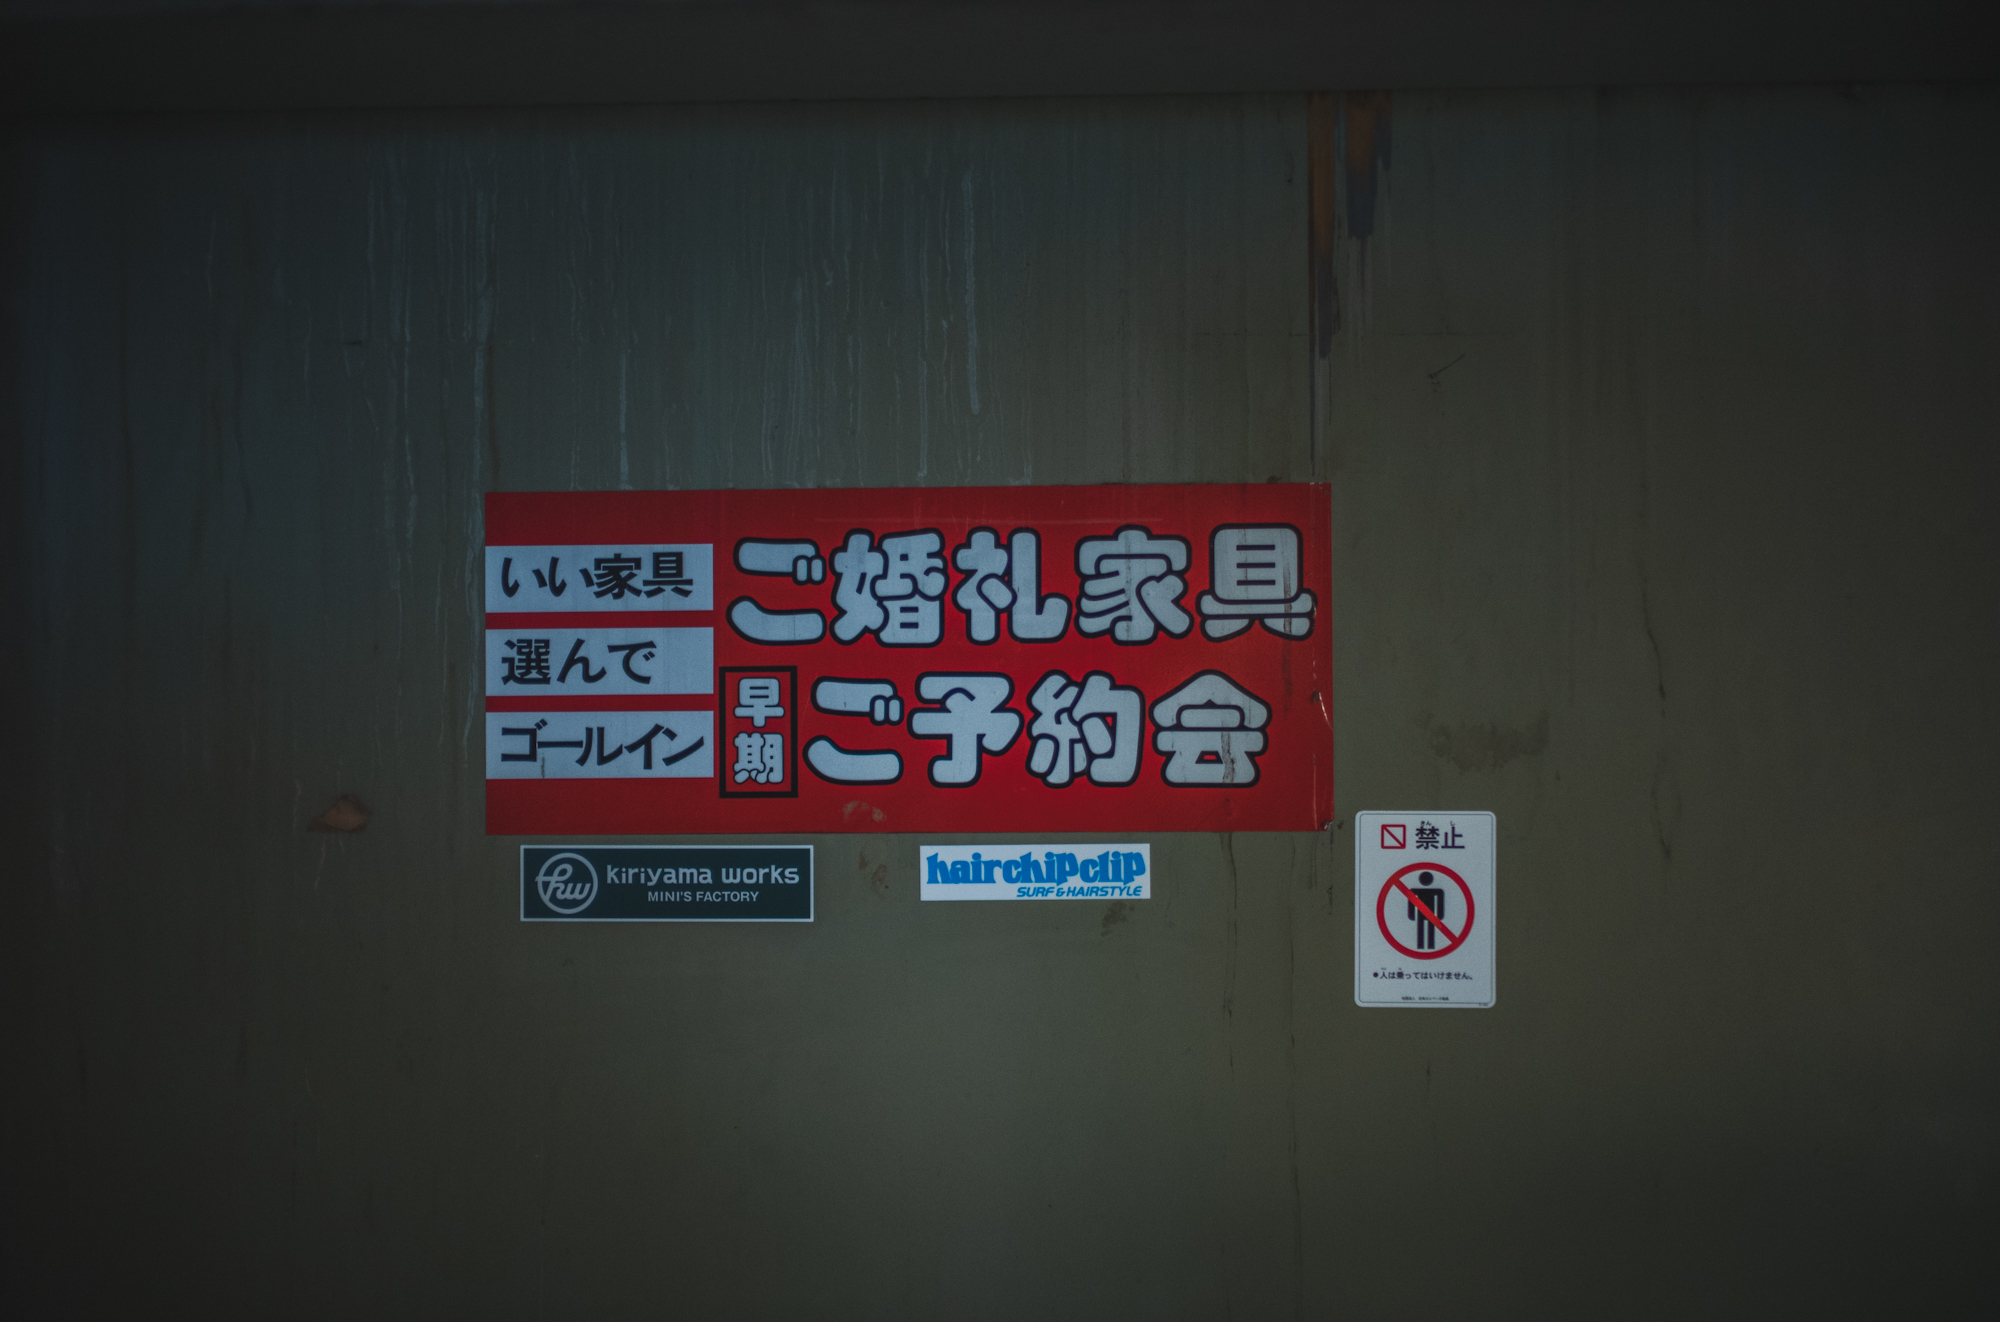 いい家具
選んで
ゴールイン
ご婚礼家具
早期
ご予約会
kw
kiriyama works
MINI'S FACTORY
hairchipclip
SURF & HAIRSTYLE
禁止
●人は乗ってはいけません。